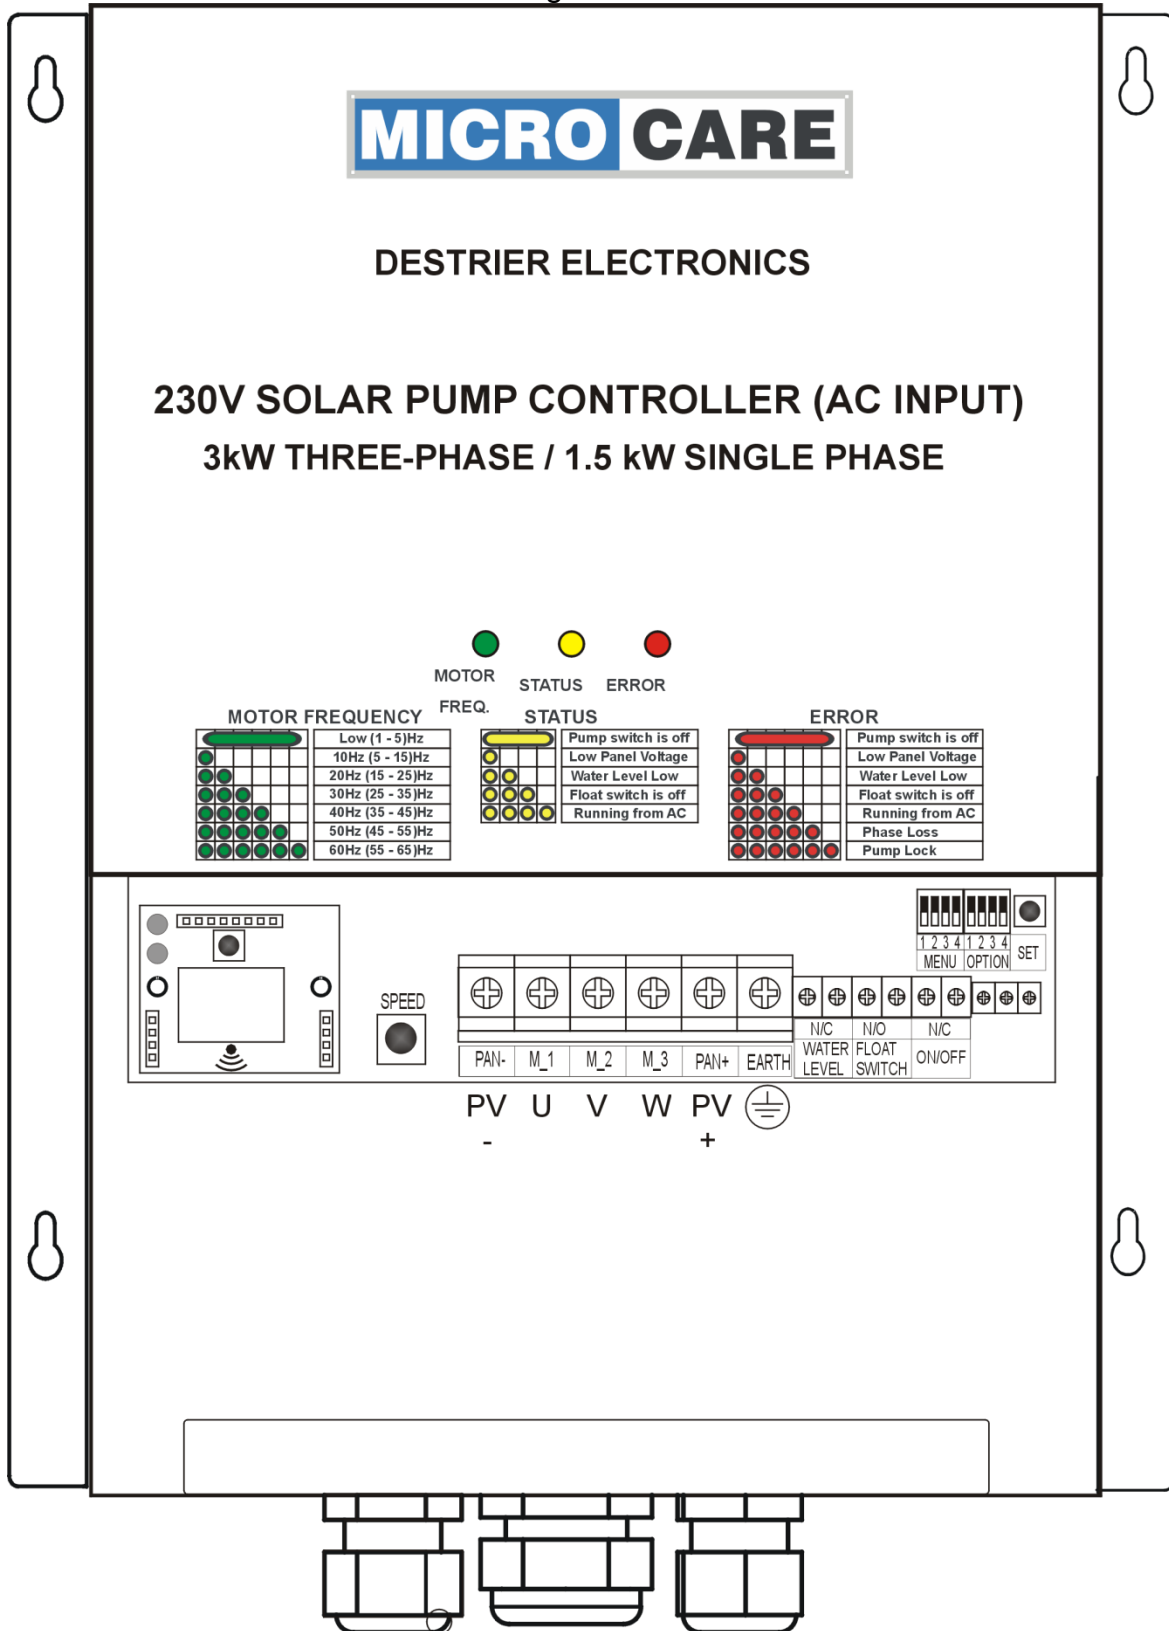 MICRO CARE
DESTRIER ELECTRONICS
230V SOLAR PUMP CONTROLLER (AC INPUT)
3kW THREE-PHASE / 1.5 kW SINGLE PHASE
MOTOR FREQ.
STATUS
ERROR
MOTOR FREQUENCY
Low (1 - 5)Hz
10Hz (5 - 15)Hz
20Hz (15 - 25)Hz
30Hz (25 - 35)Hz
40Hz (35 - 45)Hz
50Hz (45 - 55)Hz
60Hz (55 - 65)Hz
STATUS
Pump switch is off
Low Panel Voltage
Water Level Low
Float switch is off
Running from AC
ERROR
Pump switch is off
Low Panel Voltage
Water Level Low
Float switch is off
Running from AC
Phase Loss
Pump Lock
1 2 3 4 1 2 3 4
MENU OPTION SET
SPEED
N/C N/O N/C
PAN- M_1 M_2 M_3 PAN+ EARTH
WATER LEVEL
FLOAT SWITCH
ON/OFF
PV U V W PV
- +